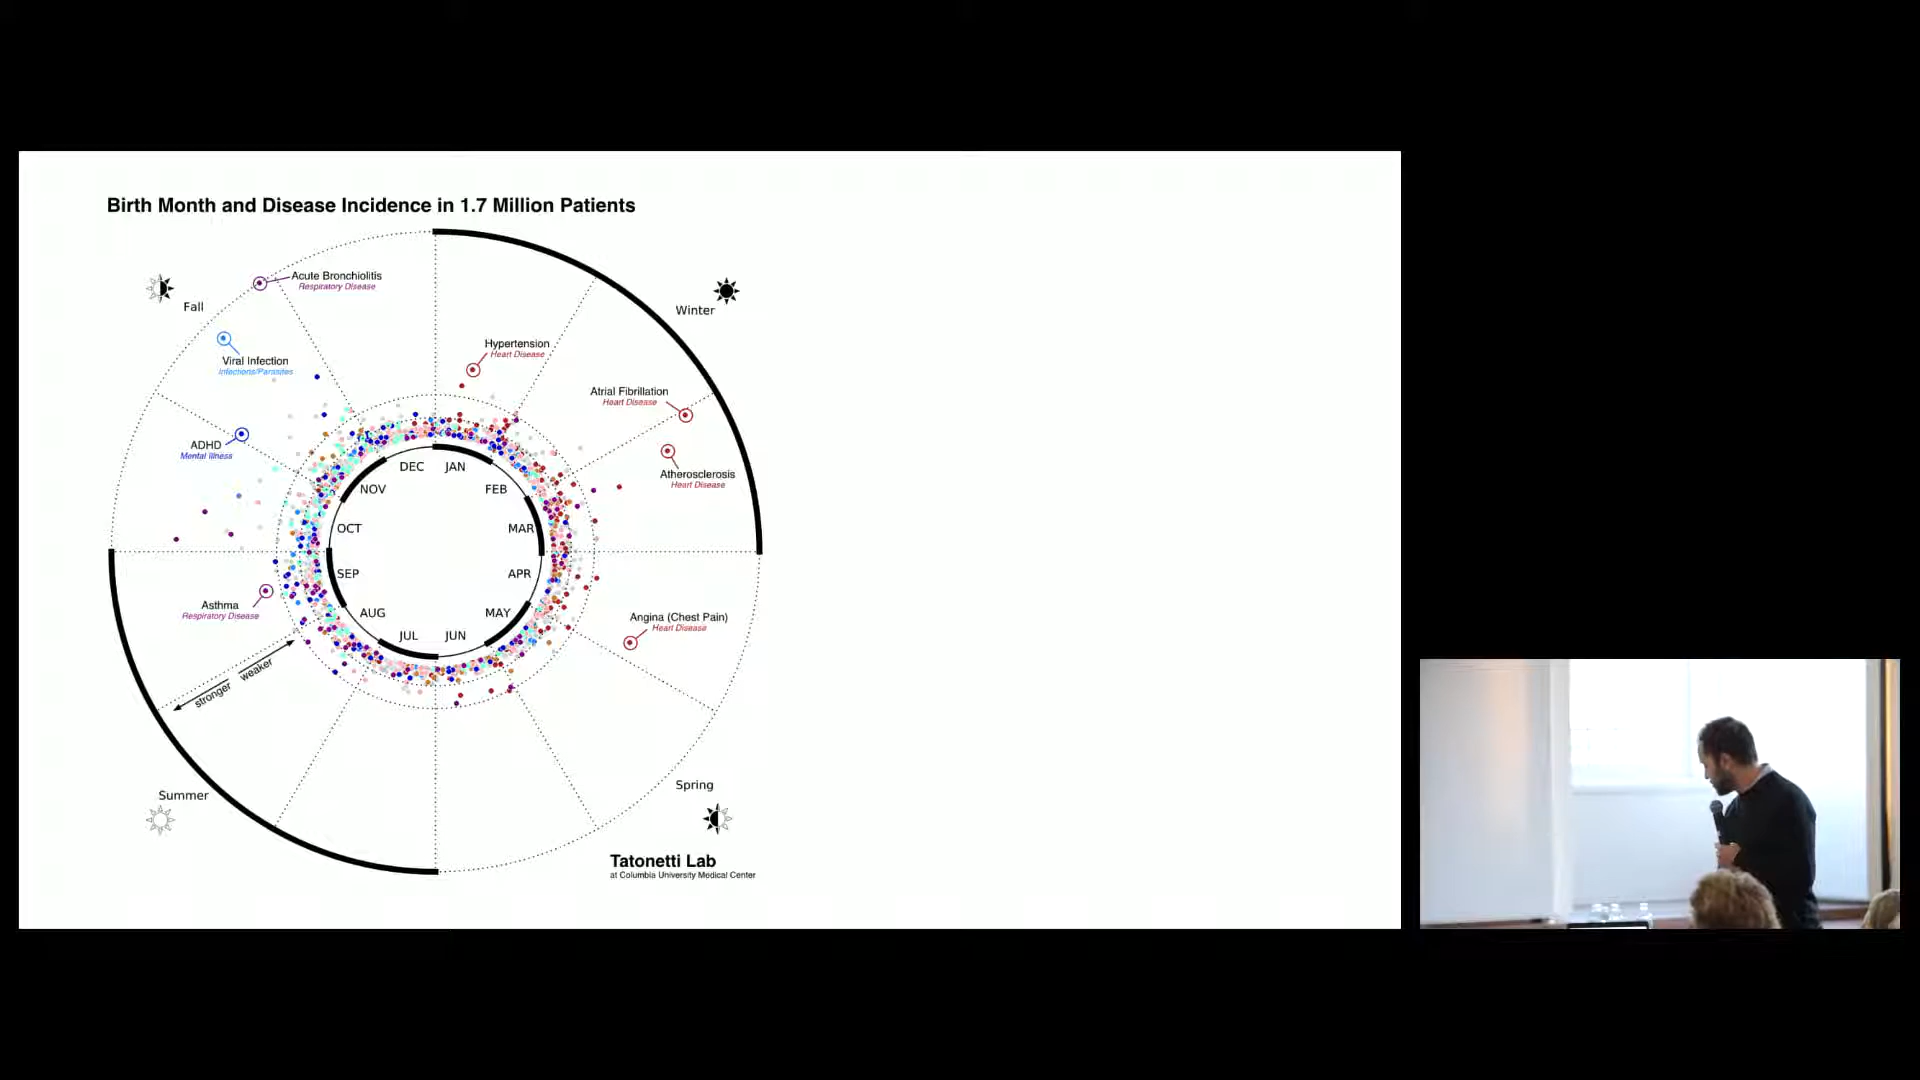 Birth Month and Disease Incidence in 1.7 Million Patients
Acute Bronchiolitis
Respiratory Disease
Fall
Winter
Viral Infection
Infections/Parasites
Hypertension
Heart Disease
Atrial Fibrillation
Heart Disease
ADHD
Mental Illness
Atherosclerosis
Heart Disease
DEC
JAN
NOV
FEB
OCT
MAR
SEP
APR
AUG
MAY
JUL
JUN
Asthma
Respiratory Disease
Angina (Chest Pain)
Heart Disease
stronger weaker
Summer
Spring
Tatonetti Lab
at Columbia University Medical Center